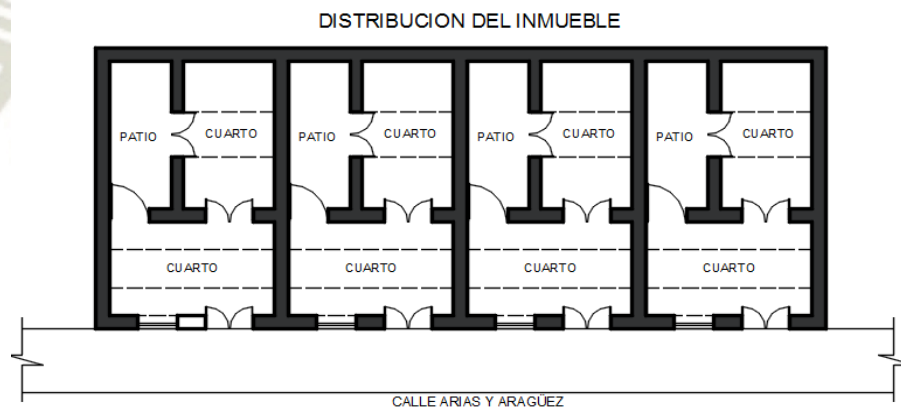 DISTRIBUCION DEL INMUEBLE
PATIO CUARTO PATIO CUARTO PATIO CUARTO PATIO CUARTO
CUARTO CUARTO CUARTO CUARTO
CALLE ARIAS Y ARAGÜEZ